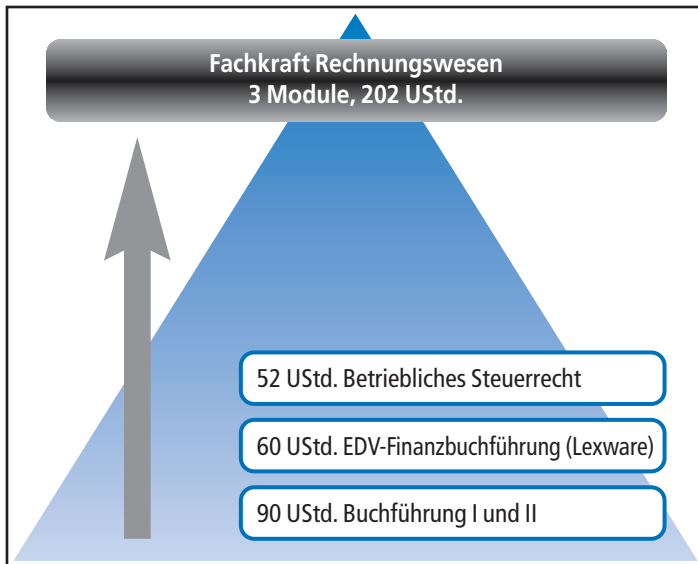 Fachkraft Rechnungswesen
3 Module, 202 UStd.
52 UStd. Betriebliches Steuerrecht
60 UStd. EDV-Finanzbuchführung (Lexware)
90 UStd. Buchführung I und II